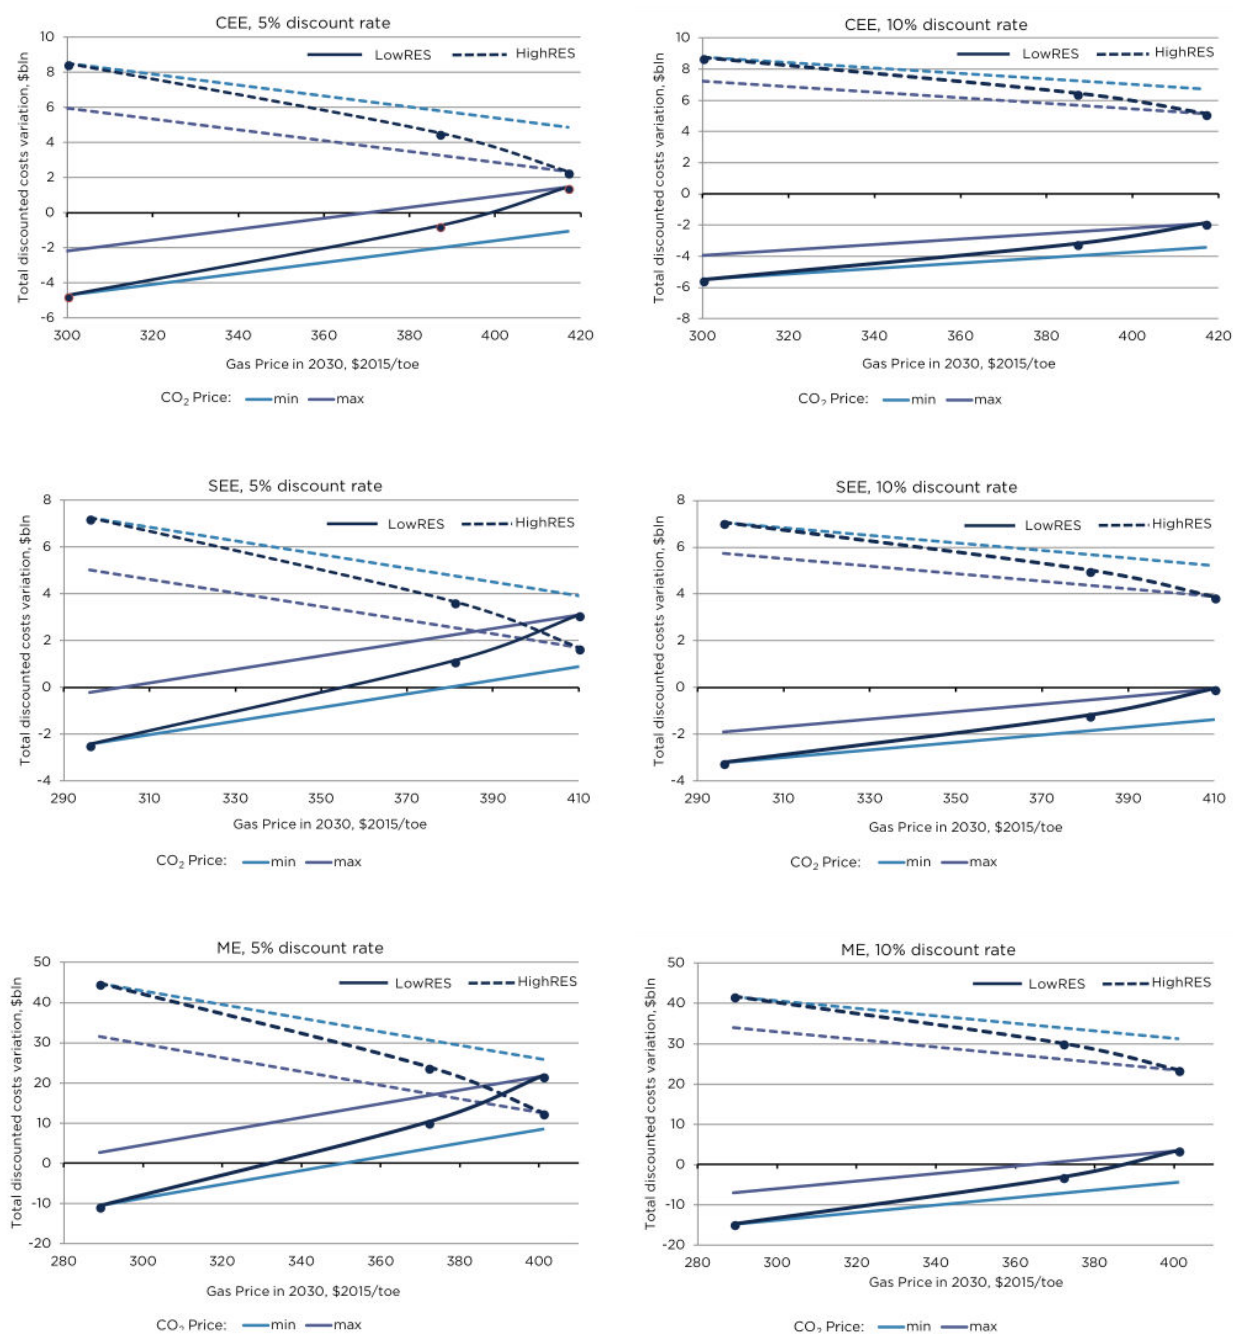 CEE, 5% discount rate
Total discounted costs variation, $bln
10
8
6
4
2
0
-2
-4
-6
LowRES
HighRES
300
320
340
360
380
400
420
Gas Price in 2030, $2015/toe
CO₂ Price: min max
CEE, 10% discount rate
Total discounted costs variation, $bln
10
8
6
4
2
0
-2
-4
-6
-8
LowRES
HighRES
300
320
340
360
380
400
420
Gas Price in 2030, $2015/toe
CO₂ Price: min max
SEE, 5% discount rate
Total discounted costs variation, $bln
8
6
4
2
0
-2
-4
LowRES
HighRES
290
310
330
350
370
390
410
Gas Price in 2030, $2015/toe
CO₂ Price: min max
SEE, 10% discount rate
Total discounted costs variation, $bln
8
6
4
2
0
-2
-4
LowRES
HighRES
290
310
330
350
370
390
410
Gas Price in 2030, $2015/toe
CO₂ Price: min max
ME, 5% discount rate
Total discounted costs variation, $bln
50
40
30
20
10
0
-10
-20
LowRES
HighRES
280
300
320
340
360
380
400
Gas Price in 2030, $2015/toe
CO₂ Price: min max
ME, 10% discount rate
Total discounted costs variation, $bln
50
40
30
20
10
0
-10
-20
LowRES
HighRES
280
300
320
340
360
380
400
Gas Price in 2030, $2015/toe
CO₂ Price: min max